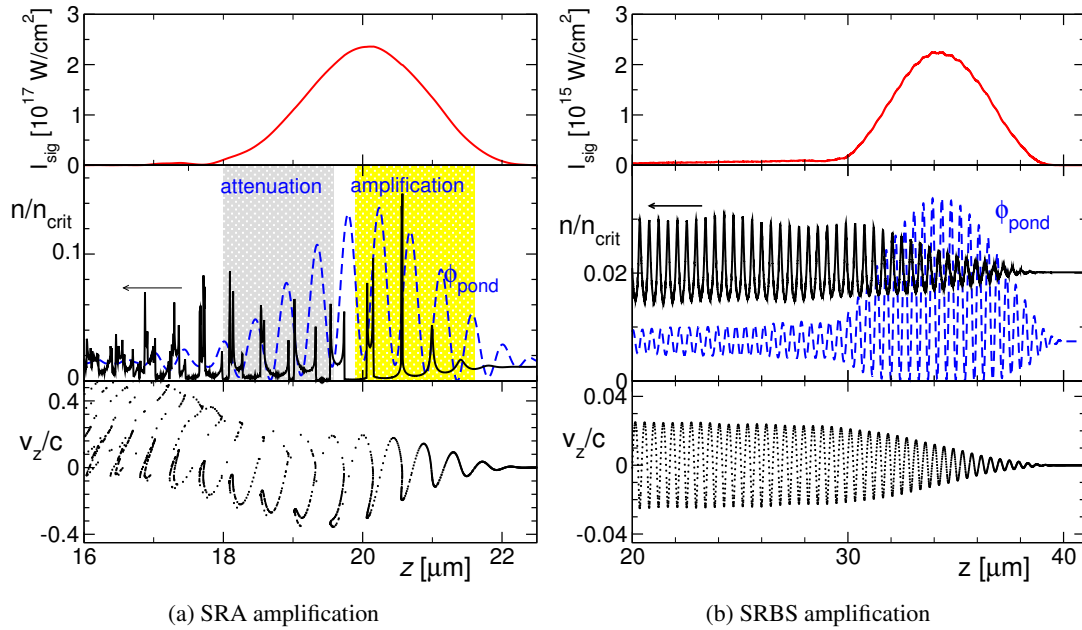 3
2
1
0
I_sig [10^17 W/cm^2]
attenuation
amplification
n/n_crit
0.1
0
ϕ_pond
0.4
v_z/c
0
-0.4
16
18
20
22
z [μm]
(a) SRA amplification
3
2
1
0
I_sig [10^15 W/cm^2]
n/n_crit
ϕ_pond
0.02
0
0.04
v_z/c
0
-0.04
20
30
40
z [μm]
(b) SRBS amplification